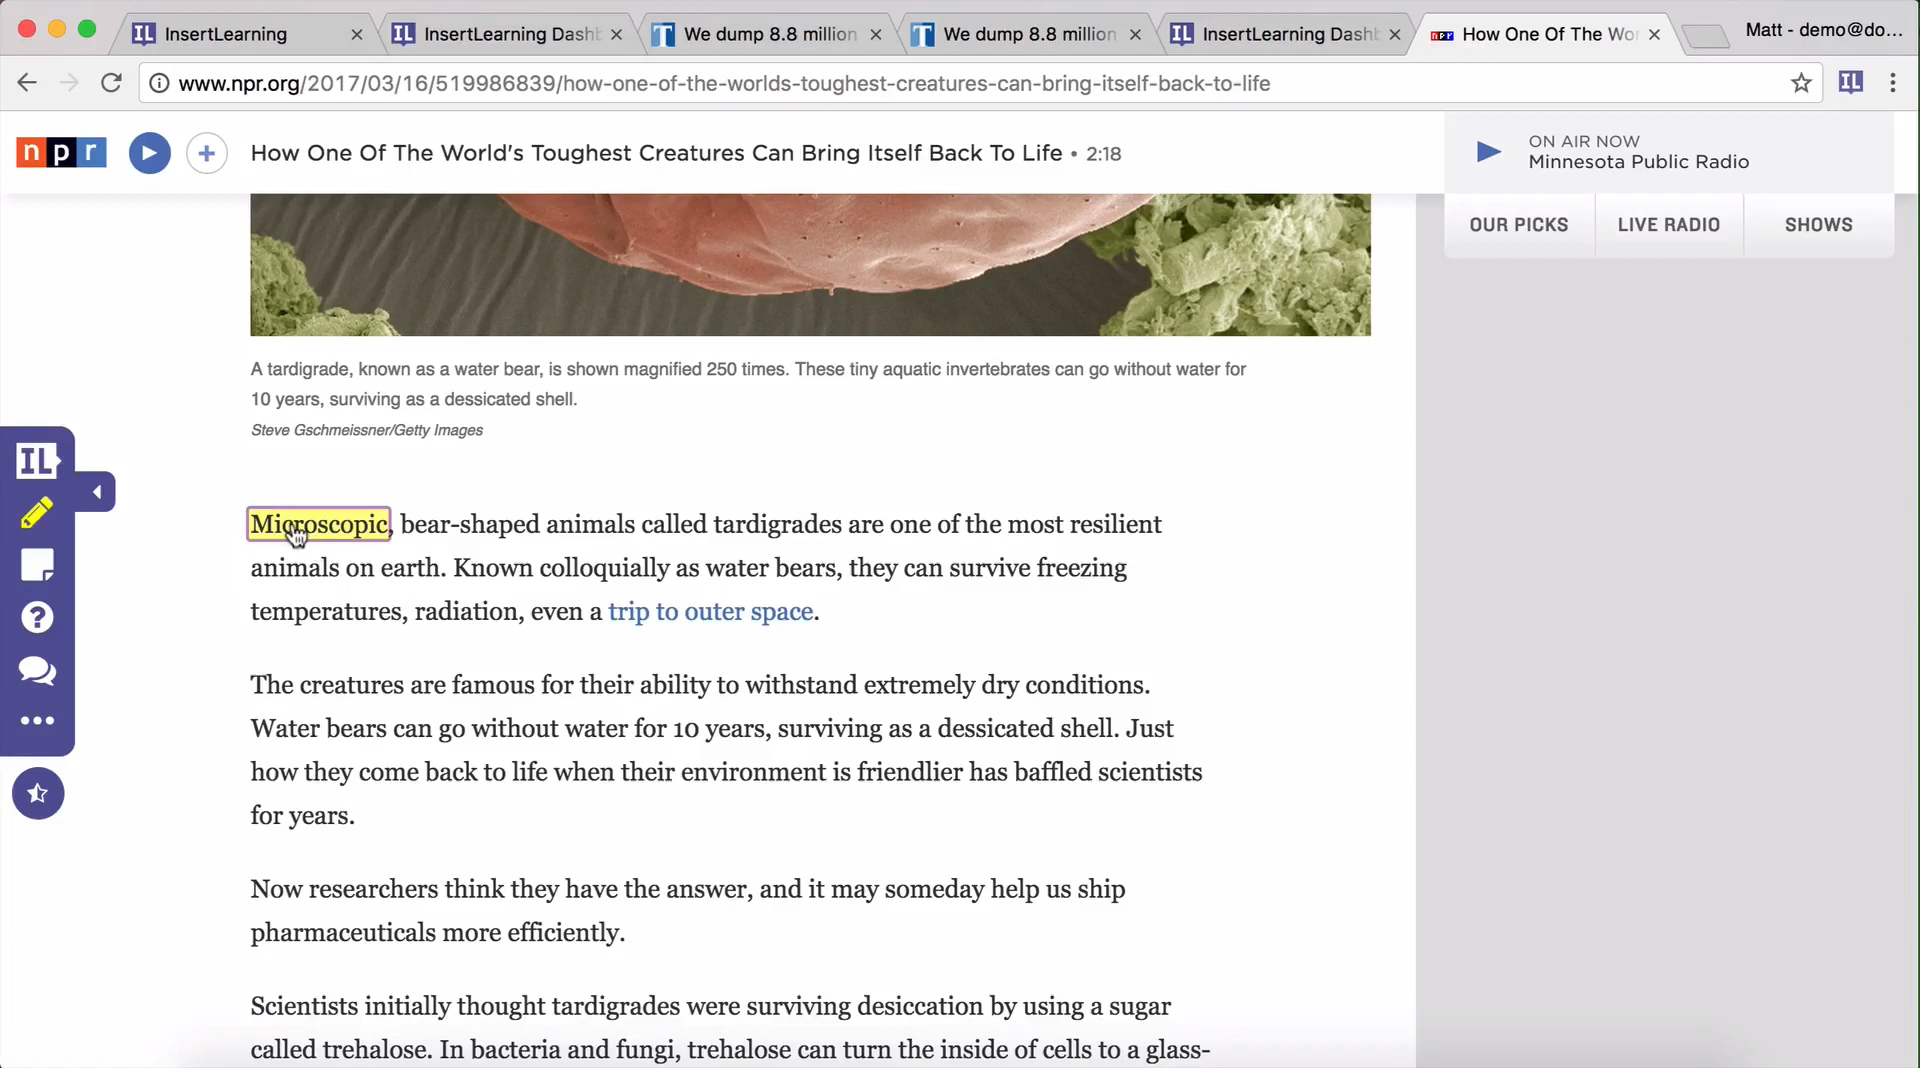 IL InsertLearning
IL InsertLearning Dashb
T We dump 8.8 million
T We dump 8.8 million
IL InsertLearning Dashb
npr How One Of The Wor
Matt - demo@do...
www.npr.org/2017/03/16/519986839/how-one-of-the-worlds-toughest-creatures-can-bring-itself-back-to-life
IL
npr
How One Of The World's Toughest Creatures Can Bring Itself Back To Life • 2:18
ON AIR NOW
Minnesota Public Radio
OUR PICKS
LIVE RADIO
SHOWS
A tardigrade, known as a water bear, is shown magnified 250 times. These tiny aquatic invertebrates can go without water for
10 years, surviving as a dessicated shell.
Steve Gschmeissner/Getty Images
IL
Microscopic, bear-shaped animals called tardigrades are one of the most resilient
animals on earth. Known colloquially as water bears, they can survive freezing
temperatures, radiation, even a trip to outer space.
The creatures are famous for their ability to withstand extremely dry conditions.
Water bears can go without water for 10 years, surviving as a dessicated shell. Just
how they come back to life when their environment is friendlier has baffled scientists
for years.
Now researchers think they have the answer, and it may someday help us ship
pharmaceuticals more efficiently.
Scientists initially thought tardigrades were surviving desiccation by using a sugar
called trehalose. In bacteria and fungi, trehalose can turn the inside of cells to a glass-